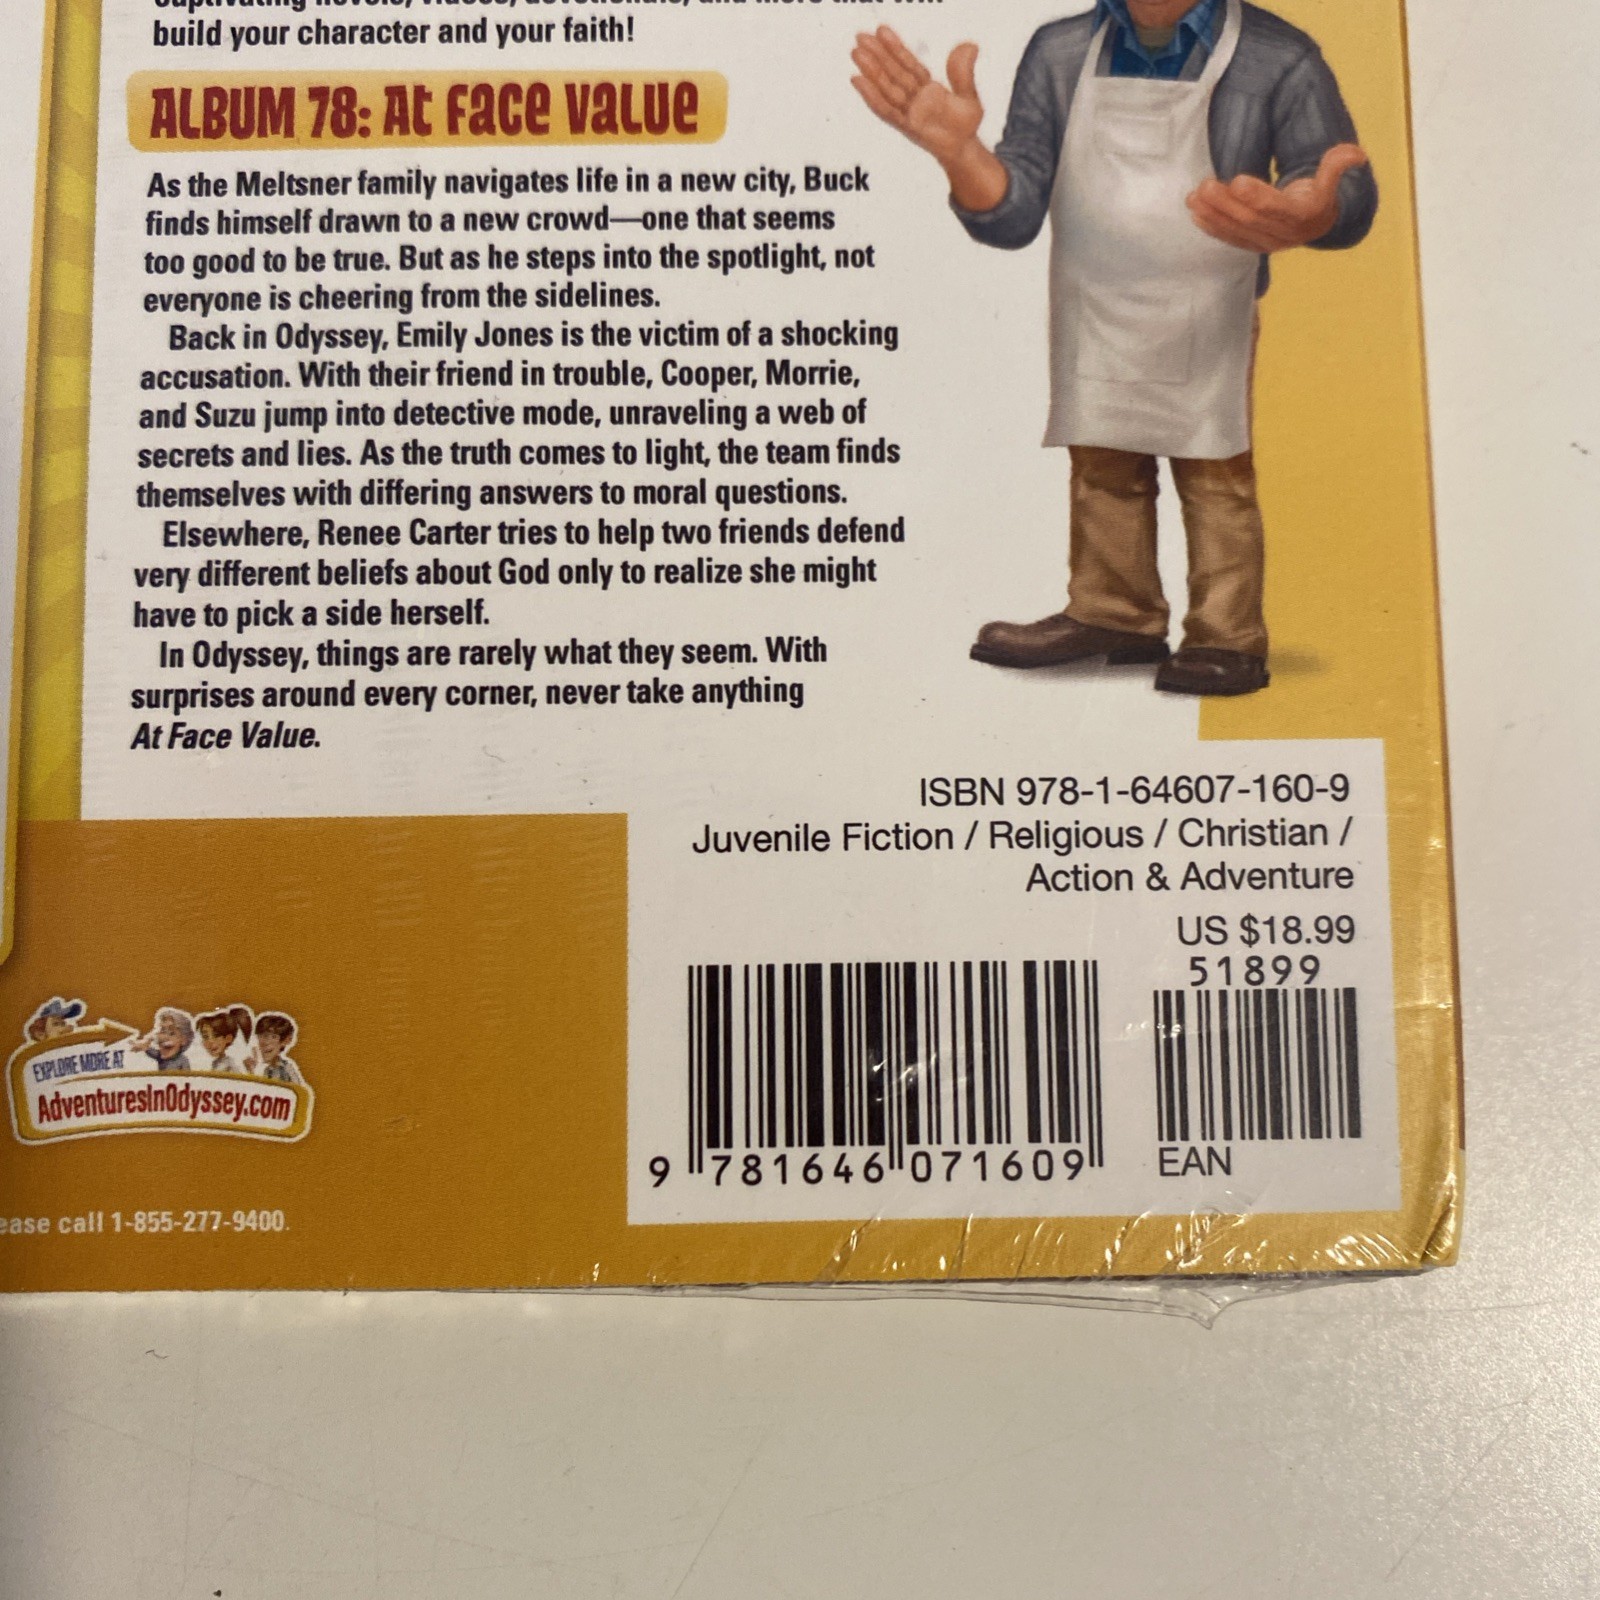 build your character and your faith!
ALBUM 78: At Face Value
As the Meltsner family navigates life in a new city, Buck
finds himself drawn to a new crowd—one that seems
too good to be true. But as he steps into the spotlight, not
everyone is cheering from the sidelines.
Back in Odyssey, Emily Jones is the victim of a shocking
accusation. With their friend in trouble, Cooper, Morrie,
and Suzu jump into detective mode, unraveling a web of
secrets and lies. As the truth comes to light, the team finds
themselves with differing answers to moral questions.
Elsewhere, Renee Carter tries to help two friends defend
very different beliefs about God only to realize she might
have to pick a side herself.
In Odyssey, things are rarely what they seem. With
surprises around every corner, never take anything
At Face Value.
ISBN 978-1-64607-160-9
Juvenile Fiction / Religious / Christian /
Action & Adventure
US $18.99
51899
9 781646 071609
EAN
EXPLORE MORE AT
AdventuresInOdyssey.com
call 1-855-277-9400.